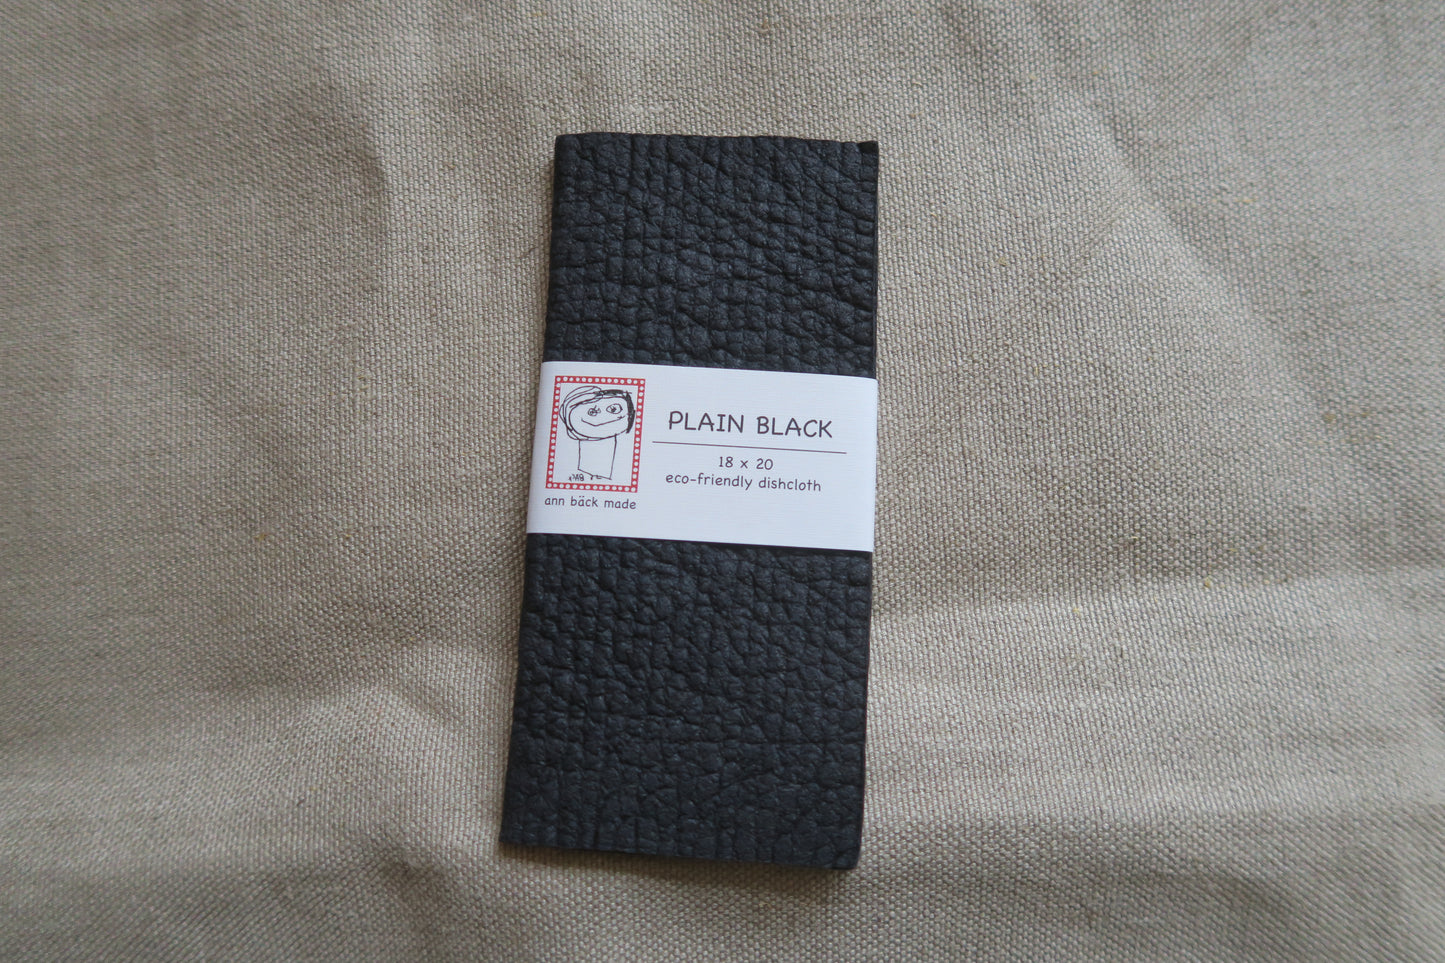 PLAIN BLACK
18 x 20
eco-friendly dishcloth
ann bäck made